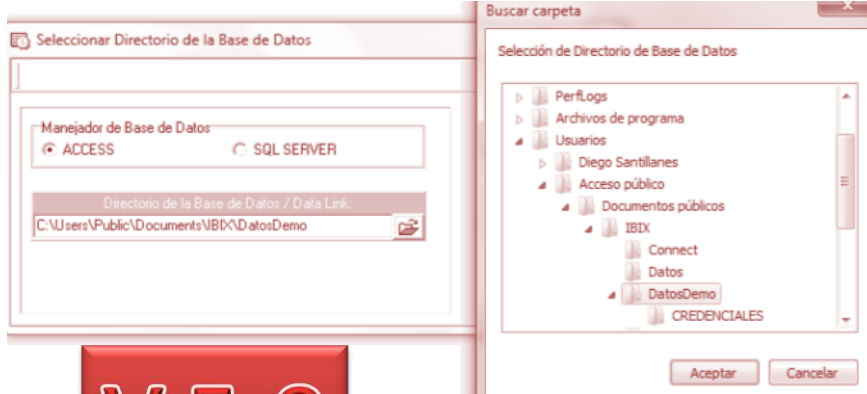 Seleccionar Directorio de la Base de Datos
Manejador de Base de Datos
ACCESS
SQL SERVER
Directorio de la Base de Datos / Data Link:
C:\Users\Public\Documents\IBIX\DatosDemo
Buscar carpeta
Selección de Directorio de Base de Datos
PerfLogs
Archivos de programa
Usuarios
Diego Santillanes
Acceso público
Documentos públicos
IBIX
Connect
Datos
DatosDemo
CREDENCIALES
Aceptar
Cancelar